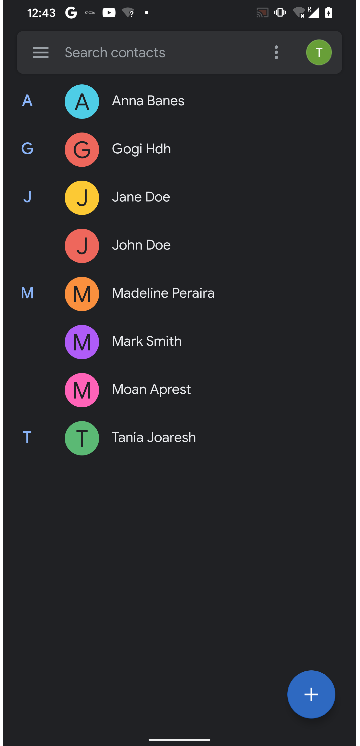 12:43
Search contacts
T
A
A
Anna Banes
G
G
Gogi Hdh
J
J
Jane Doe
J
John Doe
M
M
Madeline Peraira
M
Mark Smith
M
Moan Aprest
T
T
Tania Joaresh